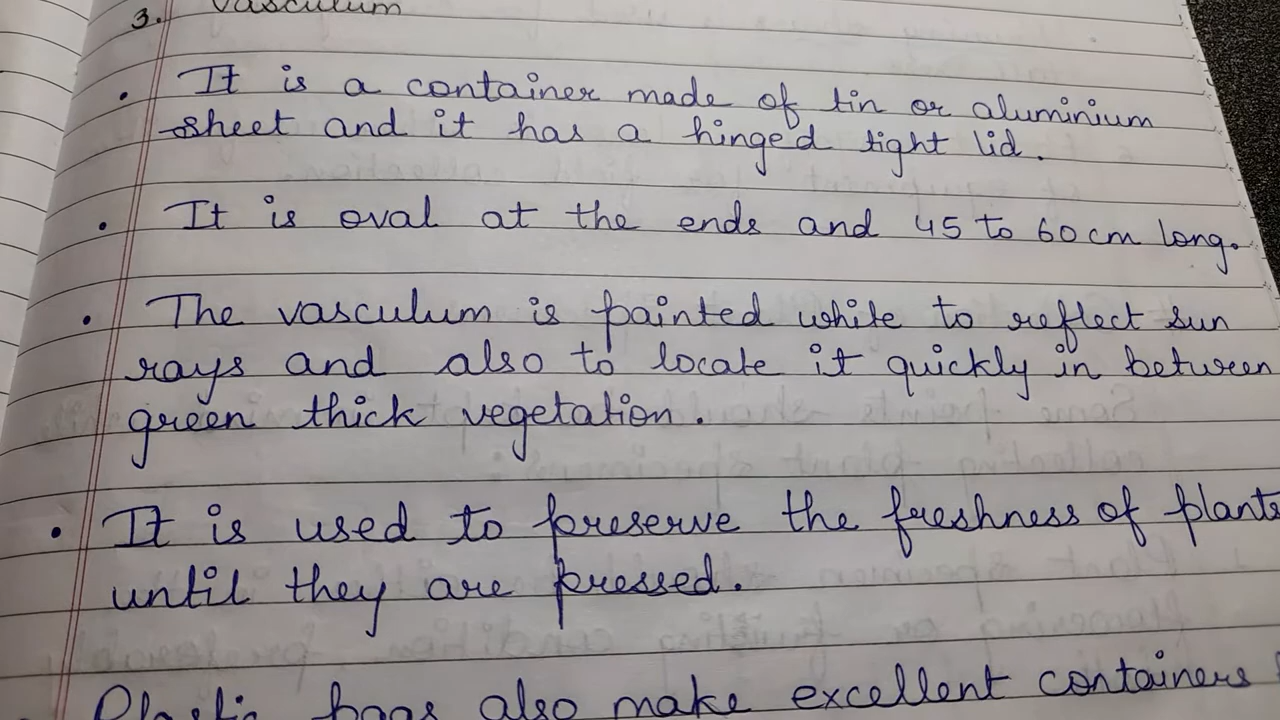 3. Vasculum
• It is a container made of tin or aluminium
sheet and it has a hinged tight lid.
• It is oval at the ends and 45 to 60 cm long.
• The vasculum is painted white to reflect sun
rays and also to locate it quickly in between
green thick vegetation.
• It is used to preserve the freshness of plants
until they are pressed.
Plastic bags also make excellent containers